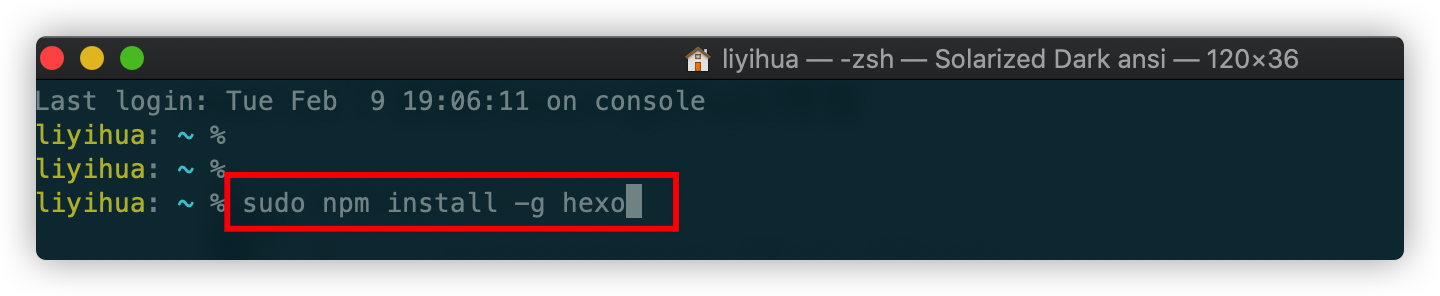 liyihua — -zsh — Solarized Dark ansi — 120×36
Last login: Tue Feb  9 19:06:11 on console
liyihua: ~ %
liyihua: ~ %
liyihua: ~ % sudo npm install -g hexo